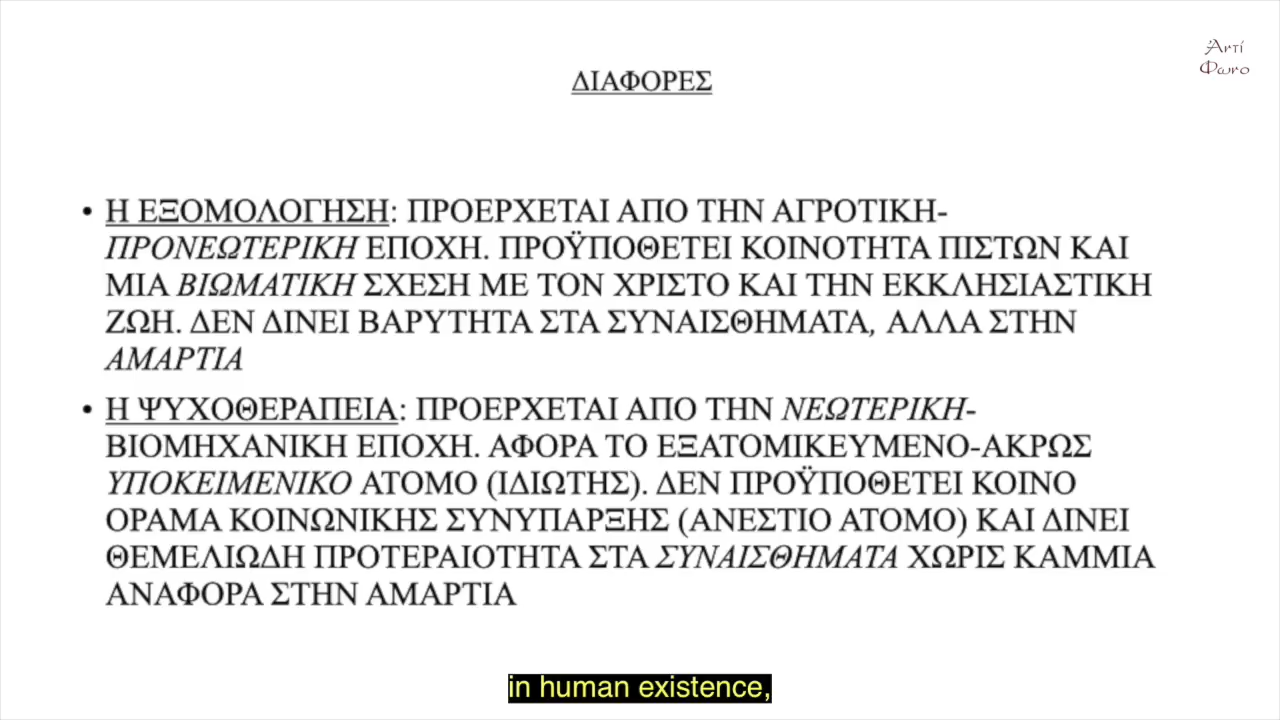 Ἀντί
Φωνο
ΔΙΑΦΟΡΕΣ
• Η ΕΞΟΜΟΛΟΓΗΣΗ: ΠΡΟΕΡΧΕΤΑΙ ΑΠΟ ΤΗΝ ΑΓΡΟΤΙΚΗ-
ΠΡΟΝΕΩΤΕΡΙΚΗ ΕΠΟΧΗ. ΠΡΟΫΠΟΘΕΤΕΙ ΚΟΙΝΟΤΗΤΑ ΠΙΣΤΩΝ ΚΑΙ
ΜΙΑ ΒΙΩΜΑΤΙΚΗ ΣΧΕΣΗ ΜΕ ΤΟΝ ΧΡΙΣΤΟ ΚΑΙ ΤΗΝ ΕΚΚΛΗΣΙΑΣΤΙΚΗ
ΖΩΗ. ΔΕΝ ΔΙΝΕΙ ΒΑΡΥΤΗΤΑ ΣΤΑ ΣΥΝΑΙΣΘΗΜΑΤΑ, ΑΛΛΑ ΣΤΗΝ
ΑΜΑΡΤΙΑ
• Η ΨΥΧΟΘΕΡΑΠΕΙΑ: ΠΡΟΕΡΧΕΤΑΙ ΑΠΟ ΤΗΝ ΝΕΩΤΕΡΙΚΗ-
ΒΙΟΜΗΧΑΝΙΚΗ ΕΠΟΧΗ. ΑΦΟΡΑ ΤΟ ΕΞΑΤΟΜΙΚΕΥΜΕΝΟ-ΑΚΡΩΣ
ΥΠΟΚΕΙΜΕΝΙΚΟ ΑΤΟΜΟ (ΙΔΙΩΤΗΣ). ΔΕΝ ΠΡΟΫΠΟΘΕΤΕΙ ΚΟΙΝΟ
ΟΡΑΜΑ ΚΟΙΝΩΝΙΚΗΣ ΣΥΝΥΠΑΡΞΗΣ (ΑΝΕΣΤΙΟ ΑΤΟΜΟ) ΚΑΙ ΔΙΝΕΙ
ΘΕΜΕΛΙΩΔΗ ΠΡΟΤΕΡΑΙΟΤΗΤΑ ΣΤΑ ΣΥΝΑΙΣΘΗΜΑΤΑ ΧΩΡΙΣ ΚΑΜΜΙΑ
ΑΝΑΦΟΡΑ ΣΤΗΝ ΑΜΑΡΤΙΑ
in human existence,